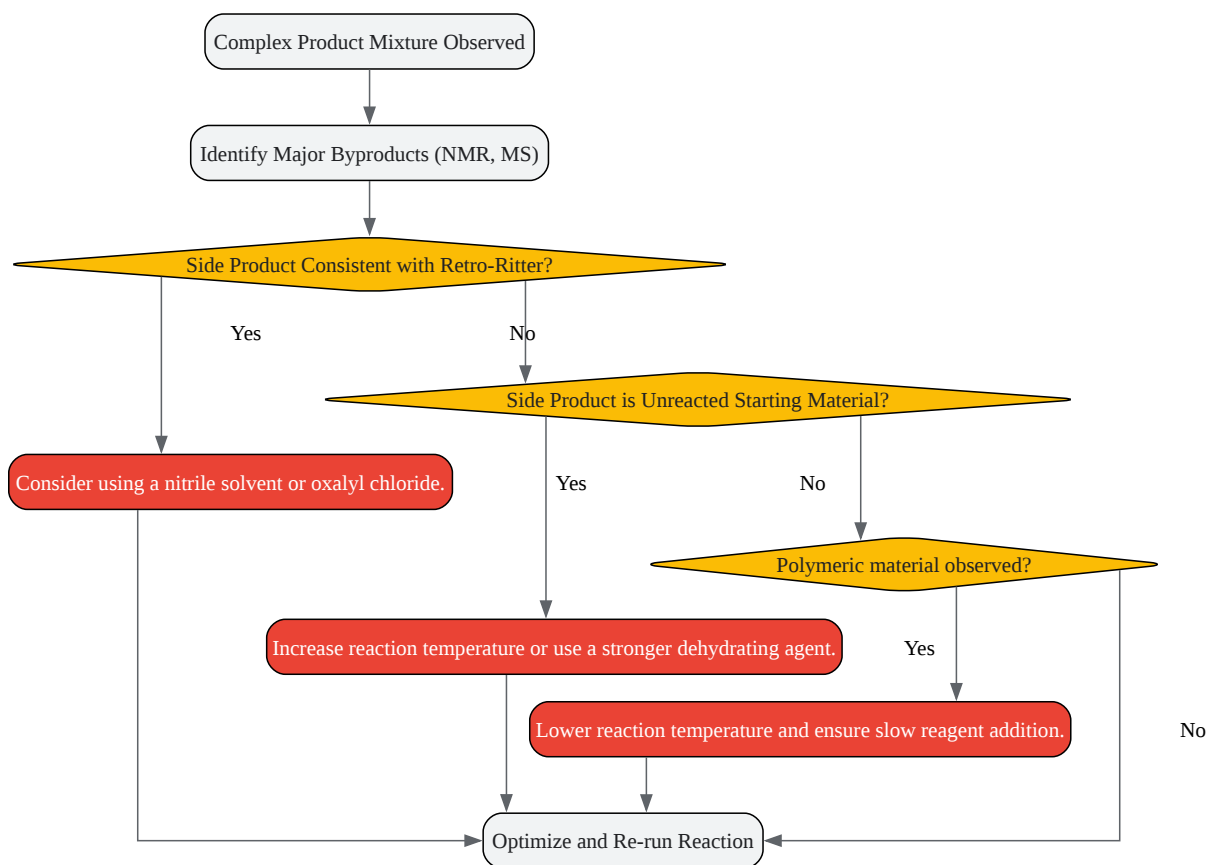 Complex Product Mixture Observed
Identify Major Byproducts (NMR, MS)
Side Product Consistent with Retro-Ritter?
Yes
No
Side Product is Unreacted Starting Material?
Consider using a nitrile solvent or oxalyl chloride.
Yes
No
Polymeric material observed?
Increase reaction temperature or use a stronger dehydrating agent.
Yes
Lower reaction temperature and ensure slow reagent addition.
No
Optimize and Re-run Reaction